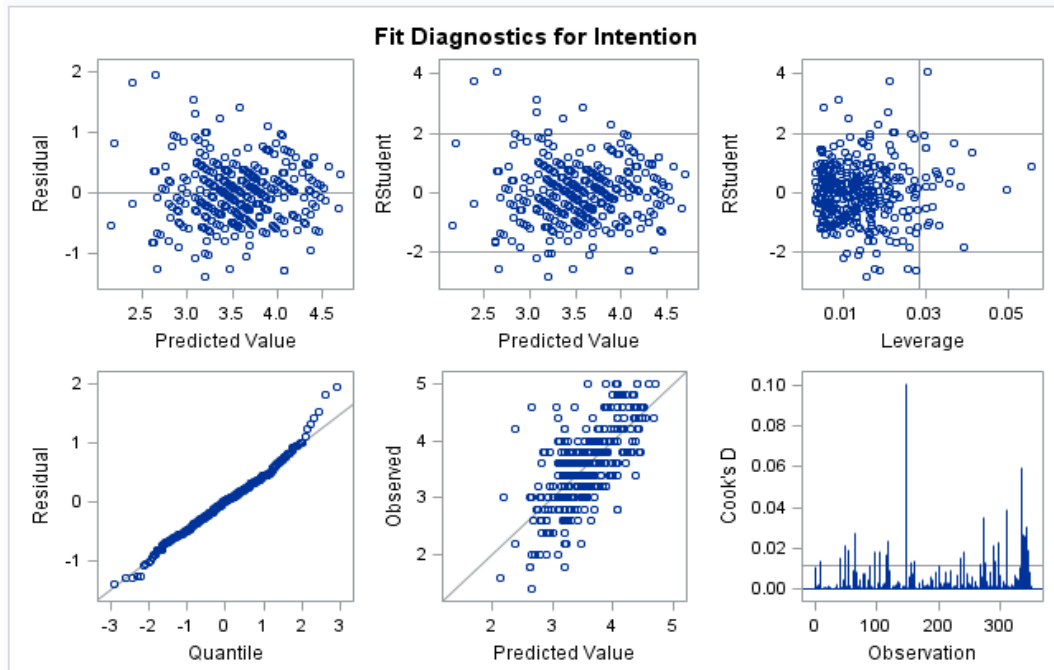 Fit Diagnostics for Intention
2
1
0
-1
Residual
2.5 3.0 3.5 4.0 4.5
Predicted Value
4
2
0
-2
RStudent
2.5 3.0 3.5 4.0 4.5
Predicted Value
4
2
0
-2
RStudent
0.01 0.03 0.05
Leverage
2
1
0
-1
Residual
-3 -2 -1 0 1 2 3
Quantile
5
4
3
2
Observed
2 3 4 5
Predicted Value
0.10
0.08
0.06
0.04
0.02
0.00
Cook's D
0 100 200 300
Observation